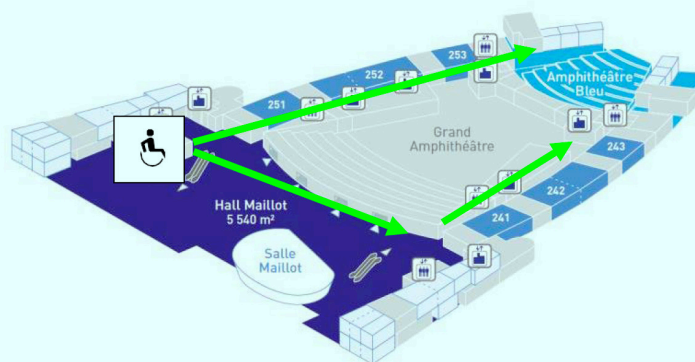 253
252
251
Amphithéâtre
Bleu
Grand
Amphithéâtre
243
242
241
Hall Maillot
5 540 m²
Salle
Maillot